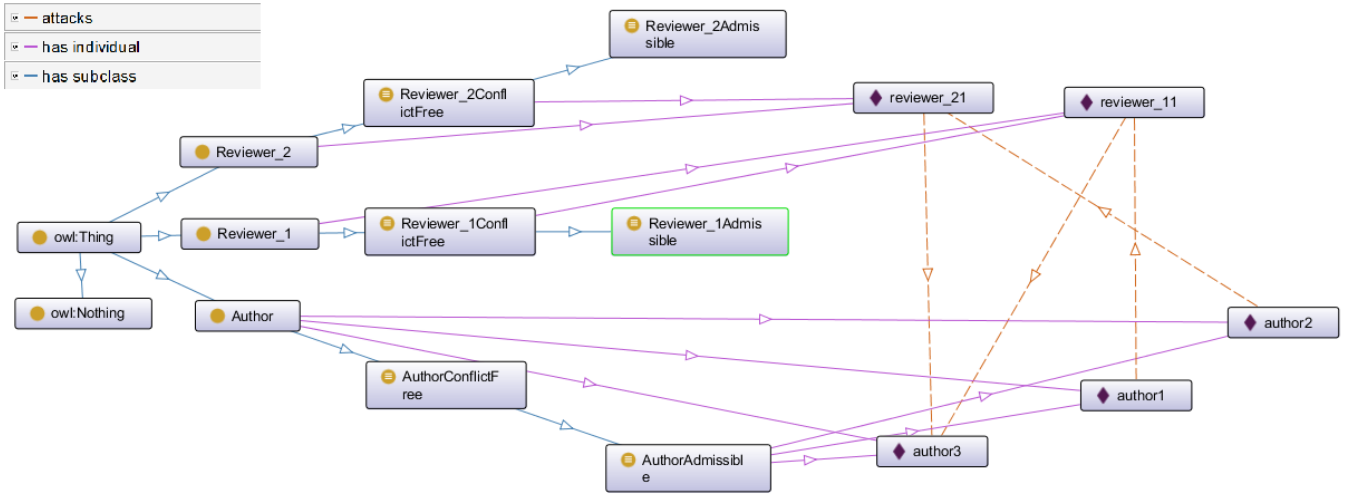 attacks
has individual
has subclass
Reviewer_2Admis
sible
Reviewer_2Confl
ictFree
reviewer_21
reviewer_11
Reviewer_2
Reviewer_1
Reviewer_1Confl
ictFree
Reviewer_1Admis
sible
owl:Thing
owl:Nothing
Author
author2
AuthorConflictF
ree
author1
AuthorAdmissibl
e
author3